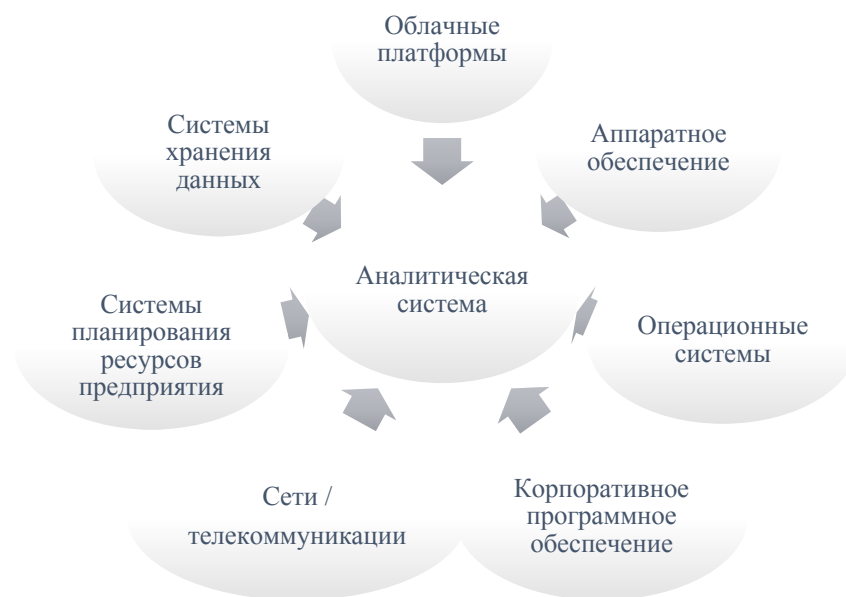 Облачные
платформы
Аппаратное
обеспечение
Операционные
системы
Корпоративное
программное
обеспечение
Сети /
телекоммуникации
Системы
планирования
ресурсов
предприятия
Системы
хранения
данных
Аналитическая
система